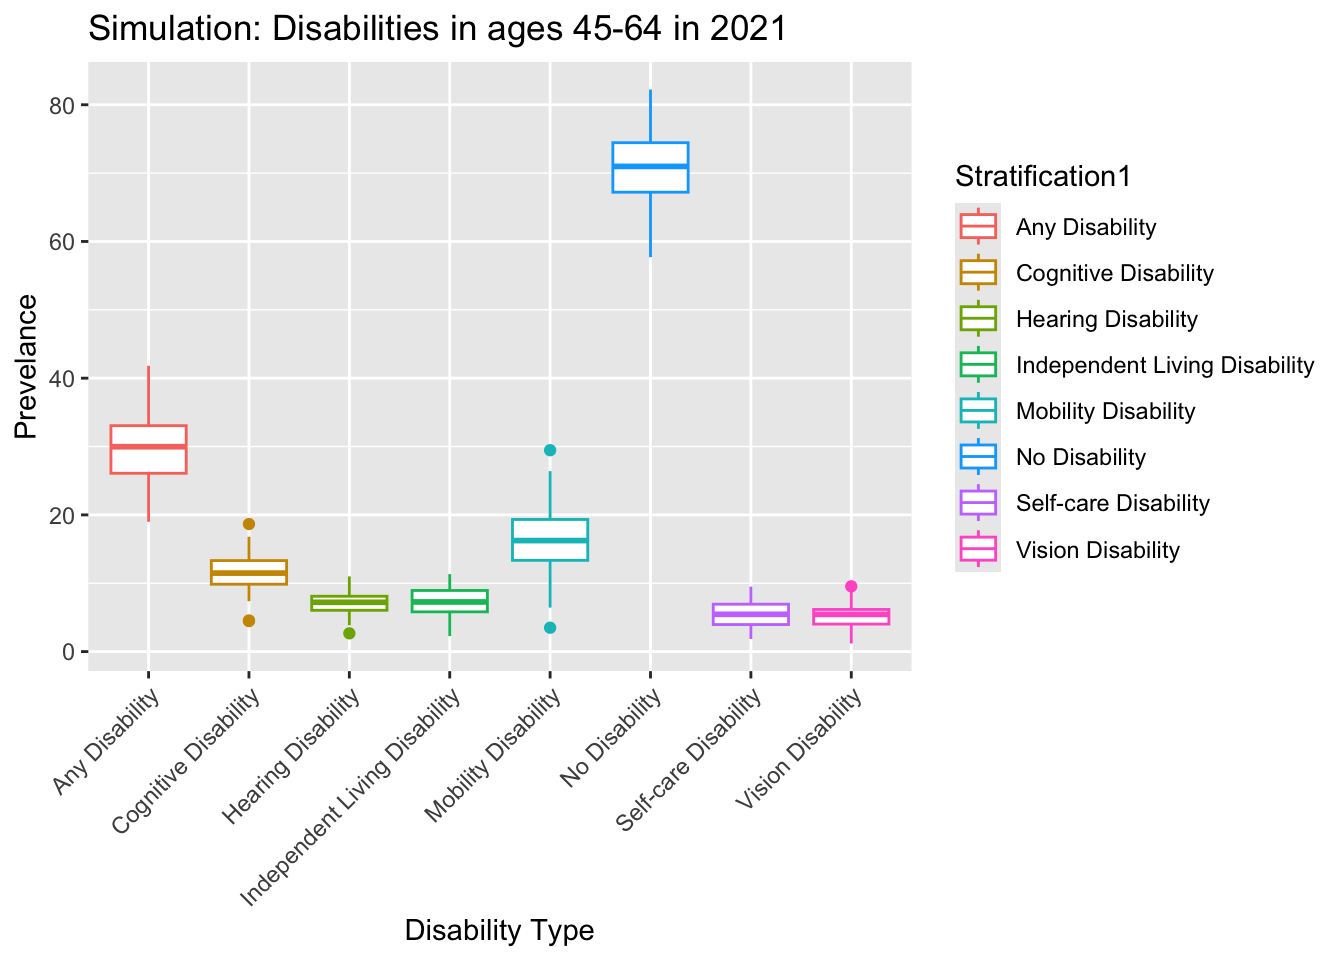 Simulation: Disabilities in ages 45-64 in 2021
Prevelance
80
60
40
20
0
Any Disability
Cognitive Disability
Hearing Disability
Independent Living Disability
Mobility Disability
No Disability
Self-care Disability
Vision Disability
Disability Type
Stratification1
Any Disability
Cognitive Disability
Hearing Disability
Independent Living Disability
Mobility Disability
No Disability
Self-care Disability
Vision Disability